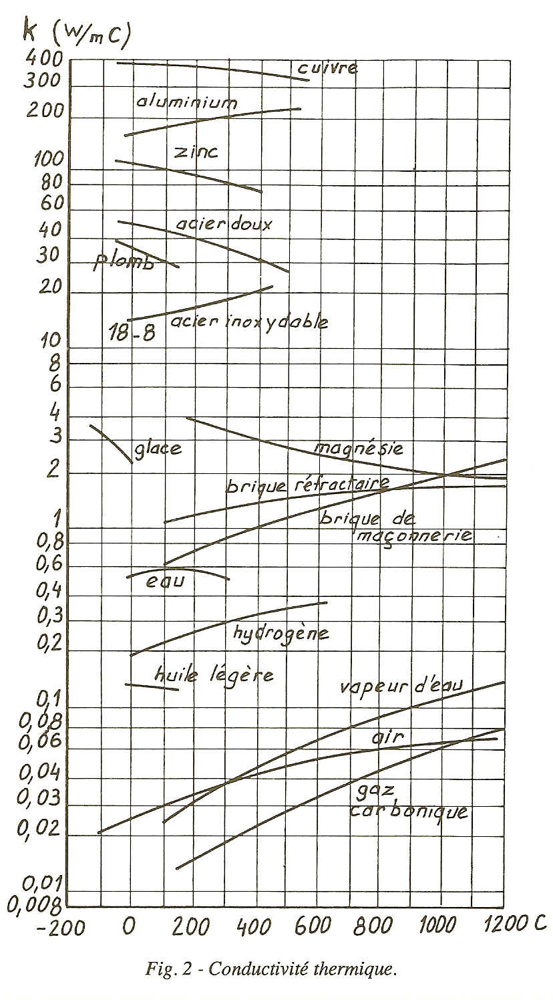 k (W/mC)
400
cuivre
300
aluminium
200
zinc
100
80
60
acier doux
40
30
plomb
20
acier inoxydable
18-8
10
8
6
4
3
glace
magnésie
2
brique réfractaire
1
brique de
maçonnerie
0,8
0,6
eau
0,4
0,3
hydrogène
0,2
huile légère
vapeur d'eau
0,1
0,08
air
0,06
0,04
gaz
carbonique
0,03
0,02
0,01
0,008
-200 0 200 400 600 800 1000 1200 C
Fig. 2 - Conductivité thermique.